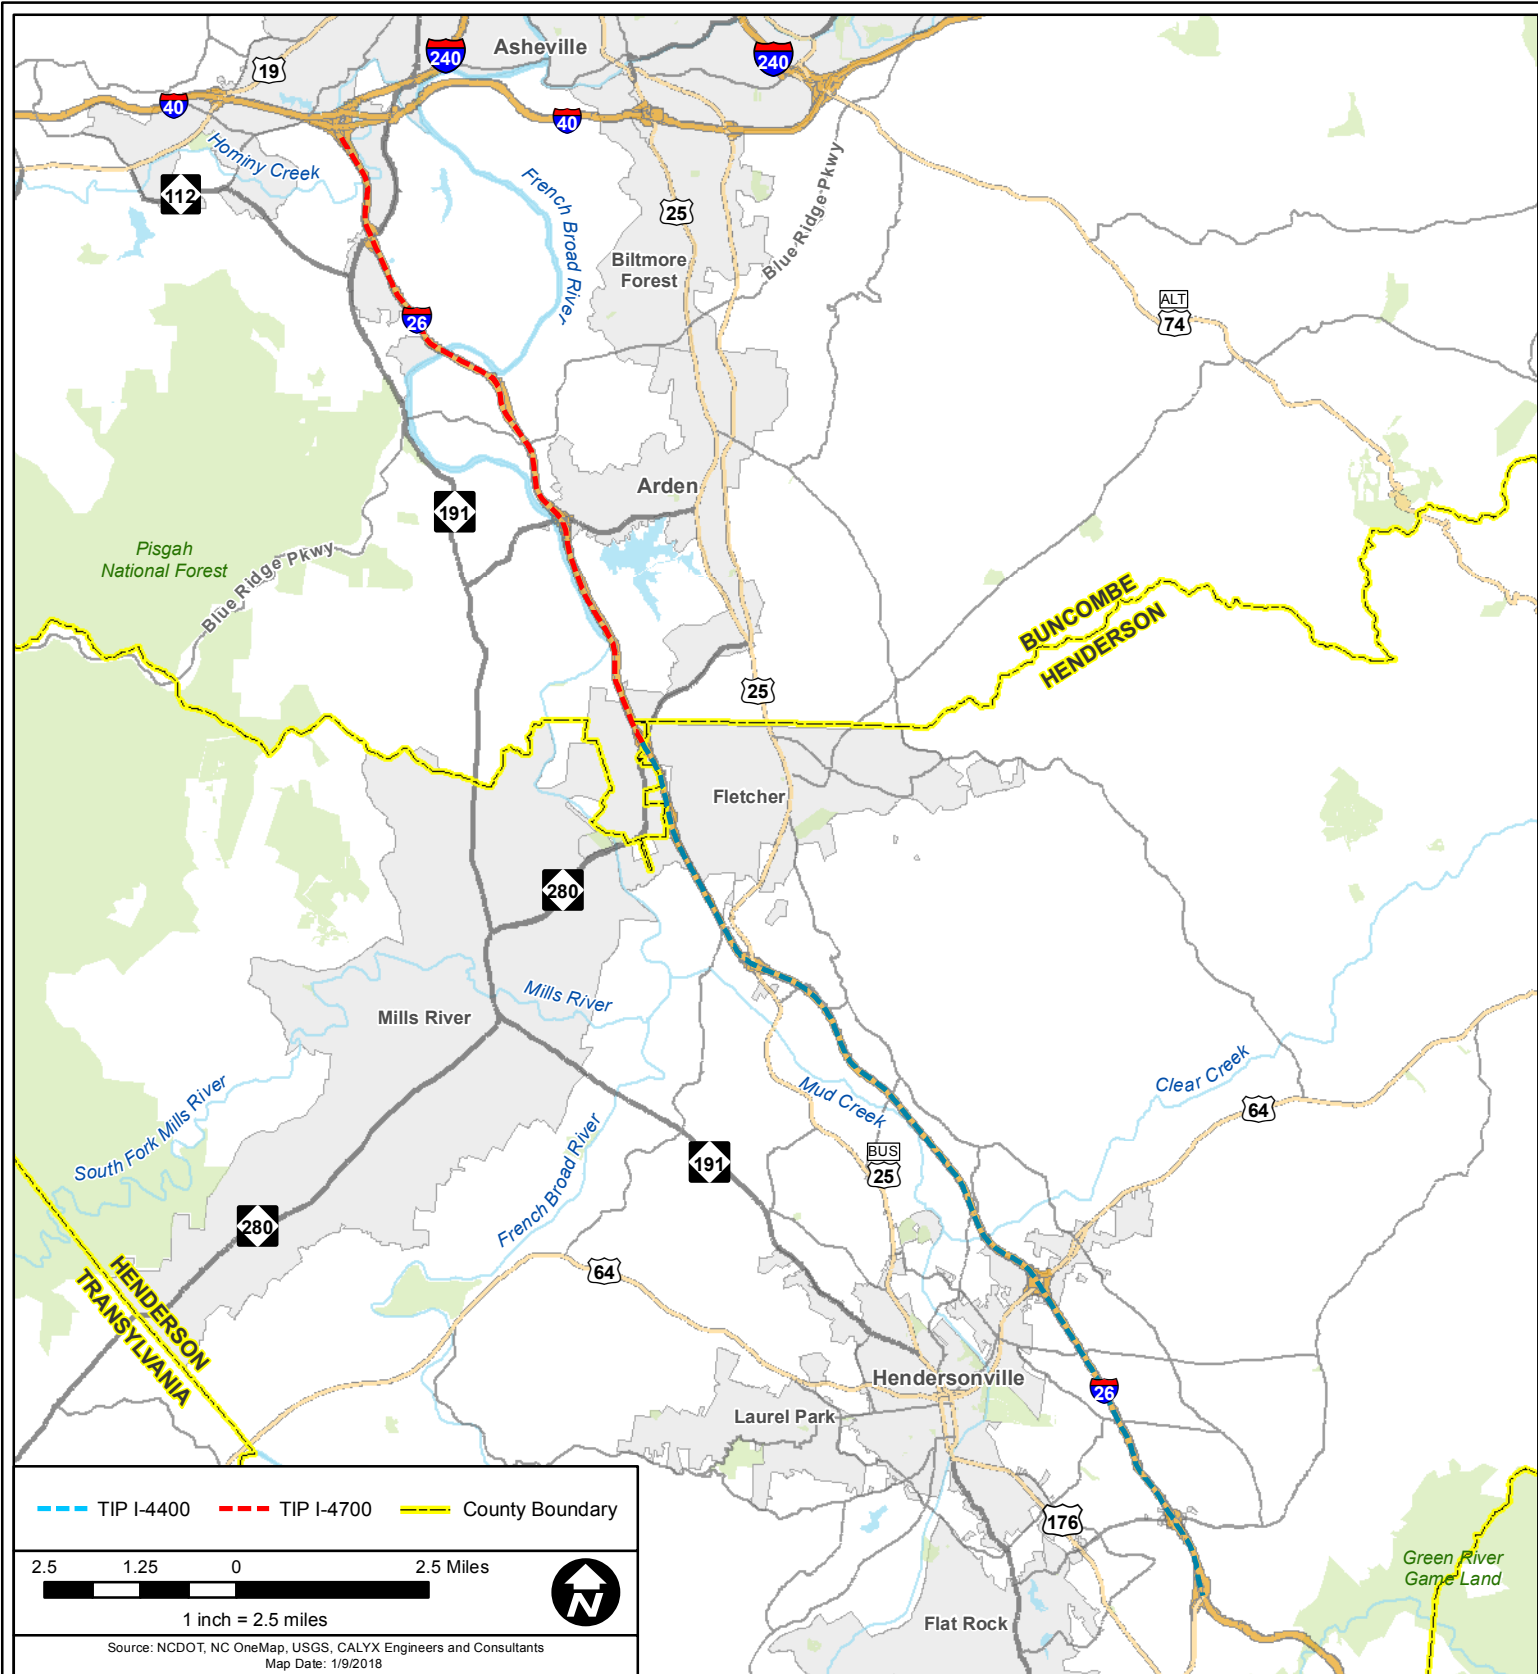 Asheville
240
240
19
40
40
Hominy Creek
112
French Broad River
25
Blue Ridge Pkwy
Biltmore
Forest
ALT
74
26
Arden
191
Pisgah
National Forest
Blue Ridge Pkwy
BUNCOMBE
HENDERSON
25
Fletcher
280
Mills River
Mills River
Clear Creek
Mud Creek
64
South Fork Mills River
French Broad River
191
BUS
25
280
64
HENDERSON
TRANSYLVANIA
Hendersonville
26
Laurel Park
176
Green River
Game Land
Flat Rock
TIP I-4400 TIP I-4700 County Boundary
2.5 1.25 0 2.5 Miles
N
1 inch = 2.5 miles
Source: NCDOT, NC OneMap, USGS, CALYX Engineers and Consultants
Map Date: 1/9/2018